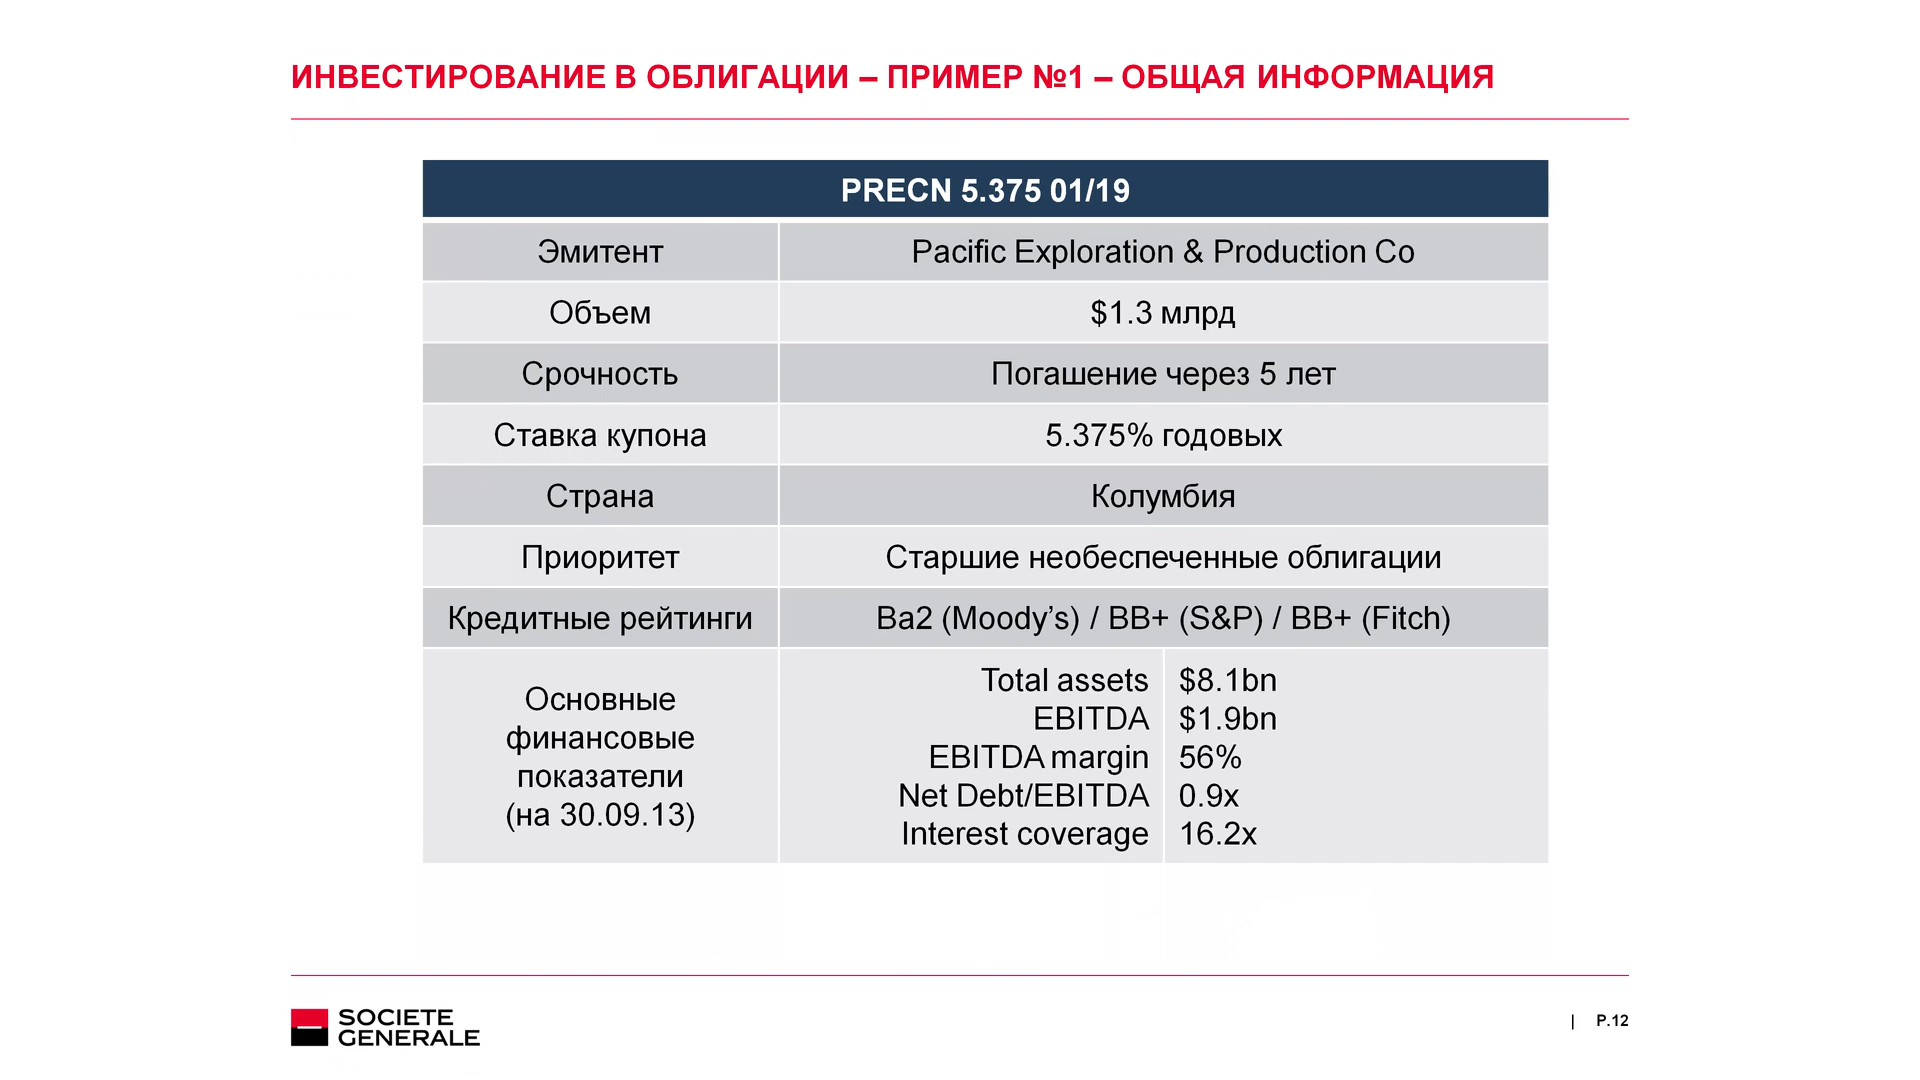 ИНВЕСТИРОВАНИЕ В ОБЛИГАЦИИ – ПРИМЕР №1 – ОБЩАЯ ИНФОРМАЦИЯ
PRECN 5.375 01/19
Эмитент Pacific Exploration & Production Co
Объем $1.3 млрд
Срочность Погашение через 5 лет
Ставка купона 5.375% годовых
Страна Колумбия
Приоритет Старшие необеспеченные облигации
Кредитные рейтинги Ba2 (Moody’s) / BB+ (S&P) / BB+ (Fitch)
Основные
финансовые
показатели
(на 30.09.13)
Total assets $8.1bn
EBITDA $1.9bn
EBITDA margin 56%
Net Debt/EBITDA 0.9x
Interest coverage 16.2x
SOCIETE
GENERALE
| P.12